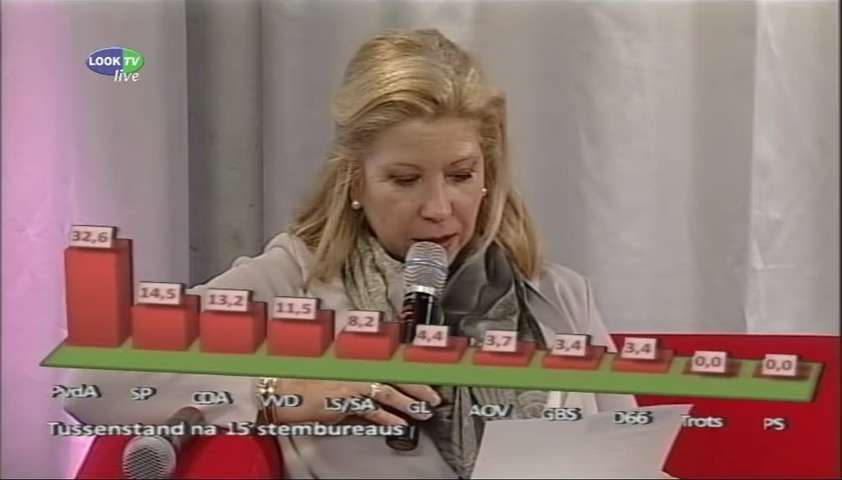 LOOK TV
live
32,6 14,5 13,2 11,5 8,2 4,4 3,7 3,4 3,4 0,0 0,0
PvdA SP CDA VVD LS/SA GL AOV GBS D66 Trots PS
Tussenstand na 15 stembureaus